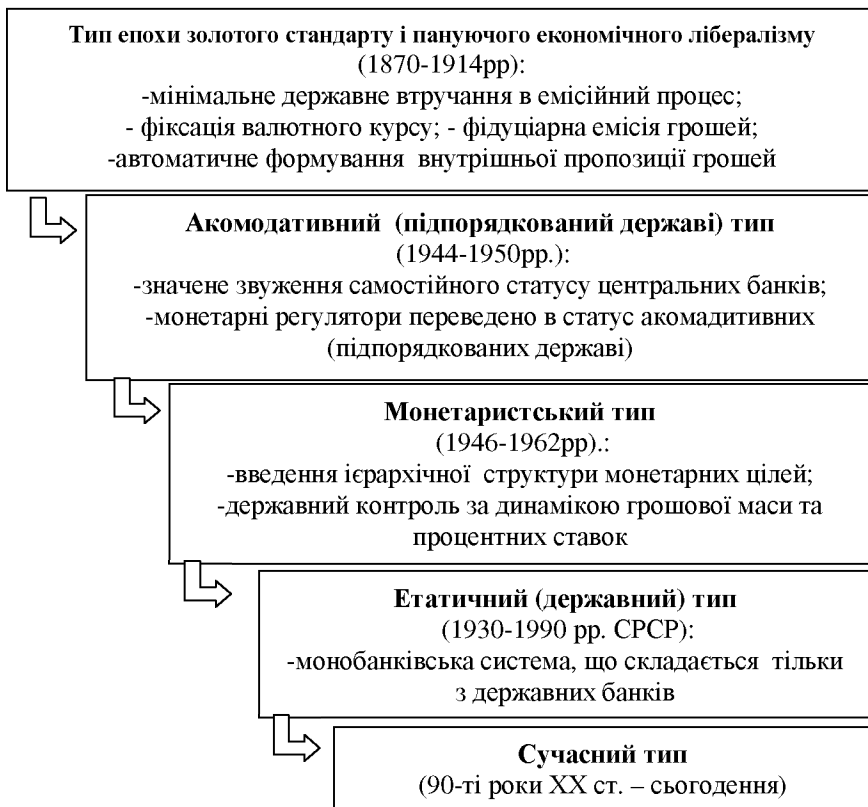 Тип епохи золотого стандарту і пануючого економічного лібералізму
(1870-1914рр):
-мінімальне державне втручання в емісійний процес;
- фіксація валютного курсу; - фідуціарна емісія грошей;
-автоматичне формування внутрішньої пропозиції грошей
Акомодативний (підпорядкований державі) тип
(1944-1950рр.):
-значене звуження самостійного статусу центральних банків;
-монетарні регулятори переведено в статус акомадитивних
(підпорядкованих державі)
Монетаристський тип
(1946-1962рр).:
-введення ієрархічної структури монетарних цілей;
-державний контроль за динамікою грошової маси та
процентних ставок
Етатичний (державний) тип
(1930-1990 рр. СРСР):
-монобанківська система, що складається тільки
з державних банків
Сучасний тип
(90-ті роки ХХ ст. – сьогодення)